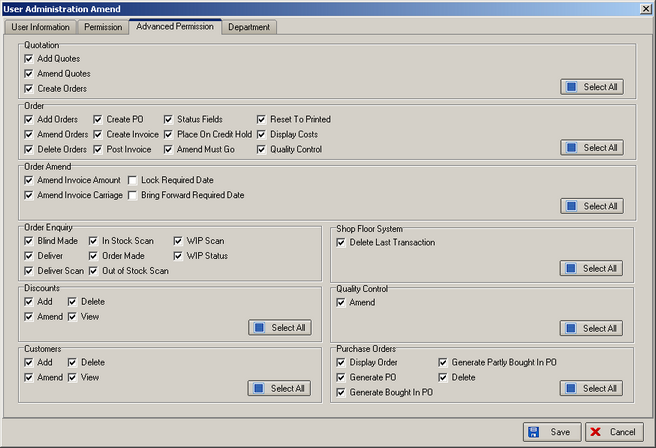 User Administration Amend
User Information Permission Advanced Permission Department
Quotation
Add Quotes
Amend Quotes
Create Orders
Select All
Order
Add Orders Create PO Status Fields Reset To Printed
Amend Orders Create Invoice Place On Credit Hold Display Costs
Delete Orders Post Invoice Amend Must Go Quality Control
Select All
Order Amend
Amend Invoice Amount Lock Required Date
Amend Invoice Carriage Bring Forward Required Date
Select All
Order Enquiry
Blind Made In Stock Scan WIP Scan
Deliver Order Made WIP Status
Deliver Scan Out of Stock Scan
Shop Floor System
Delete Last Transaction
Select All
Discounts
Add Delete
Amend View
Select All
Quality Control
Amend
Select All
Customers
Add Delete
Amend View
Select All
Purchase Orders
Display Order Generate Partly Bought In PO
Generate PO Delete
Generate Bought In PO
Select All
Save Cancel